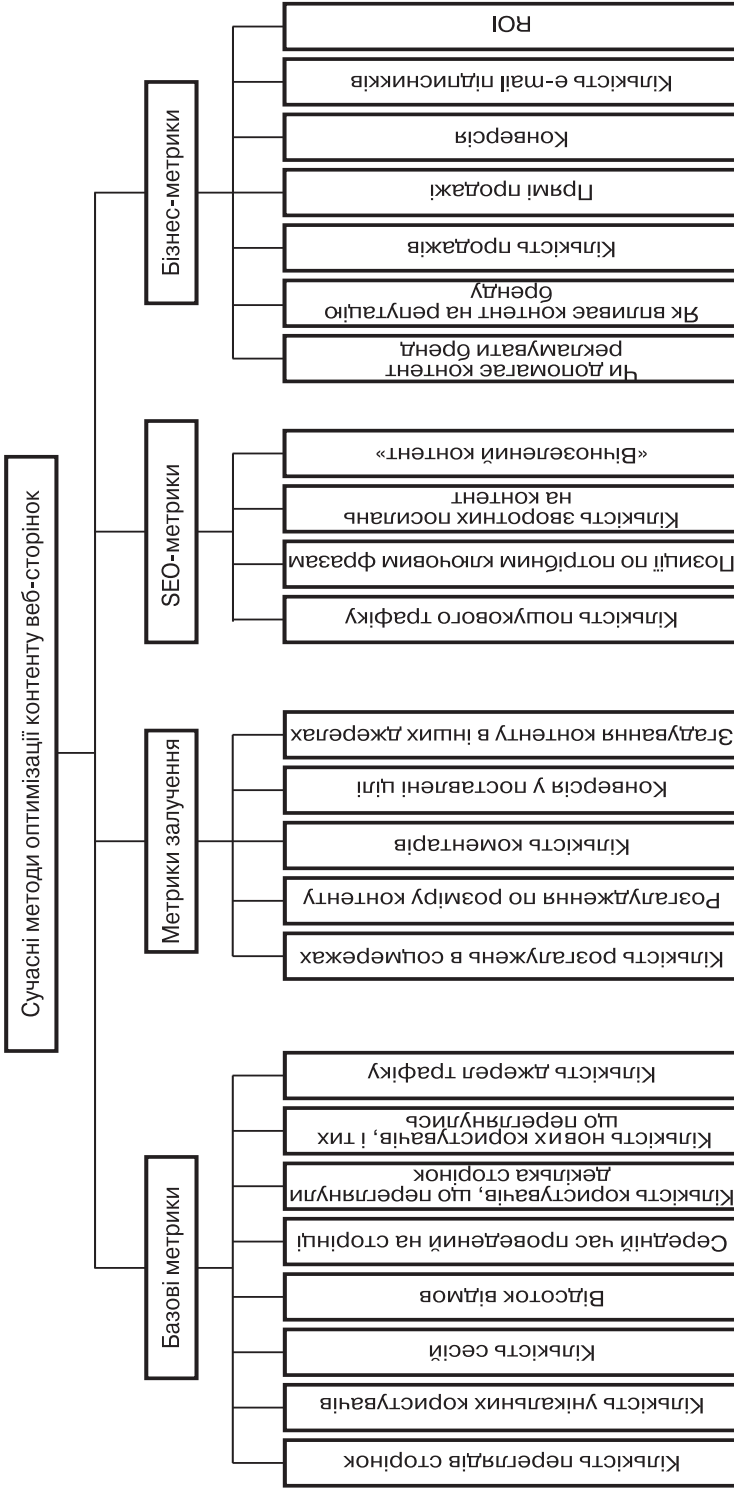 Сучасні методи оптимізації контенту веб-сторінок
Базові метрики
Кількість переглядів сторінок
Кількість унікальних користувачів
Кількість сесій
Відсоток відмов
Середній час проведений на сторінці
Кількість користувачів, що переглянули
декілька сторінок
Кількість нових користувачів, і тих
що переглянулись
Кількість джерел трафіку
Метрики залучення
Кількість розгалужень в соцмережах
Розгалудження по розміру контенту
Кількість коментарів
Конверсія у поставлені цілі
Згадування контенту в інших джерелах
SEO-метрики
Кількість пошукового трафіку
Позиції по потрібним ключовим фразам
Кількість зворотних посилань
на контент
«Вічнозелений контент»
Бізнес-метрики
Чи допомагає контент
рекламувати бренд
Як впливає контент на репутацію
бренду
Кількість продажів
Прямі продажі
Конверсія
Кількість e-mail підписників
ROI